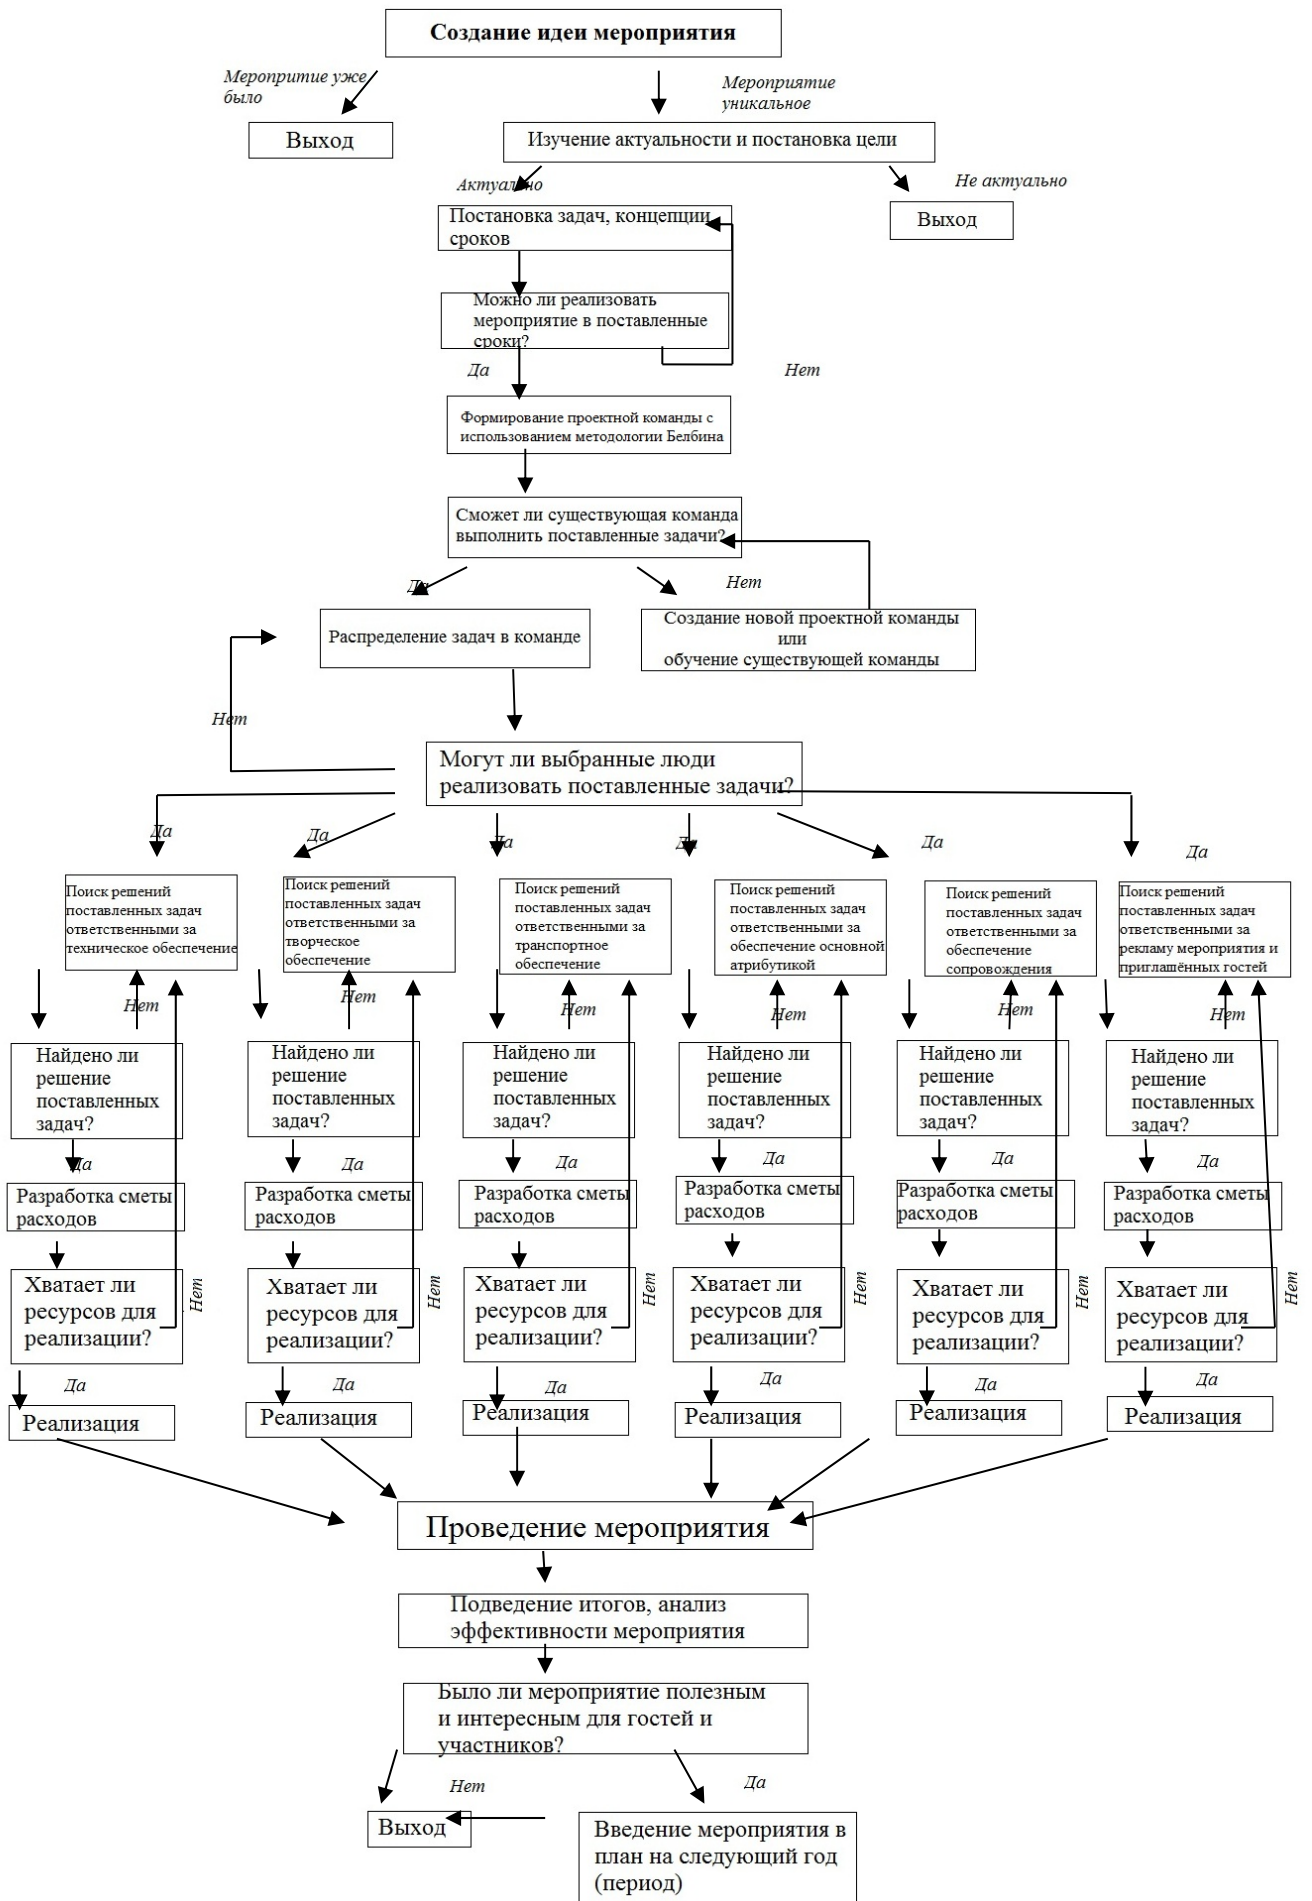 Создание идеи мероприятия
Меропритие уже
было
Мероприятие
уникальное
Выход
Изучение актуальности и постановка цели
Актуально
Не актуально
Постановка задач, концепции
сроков
Выход
Можно ли реализовать
мероприятие в поставленные
сроки?
Да
Нет
Формирование проектной команды с
использованием методологии Белбина
Сможет ли существующая команда
выполнить поставленные задачи?
Да
Нет
Распределение задач в команде
Создание новой проектной команды
или
обучение существующей команды
Нет
Могут ли выбранные люди
реализовать поставленные задачи?
Да
Да
Да
Да
Да
Да
Поиск решений
поставленных задач
ответственными за
техническое обеспечение
Поиск решений
поставленных задач
ответственными за
творческое
обеспечение
Поиск решений
поставленных задач
ответственными за
транспортное
обеспечение
Поиск решений
поставленных задач
ответственными за
обеспечение основной
атрибутикой
Поиск решений
поставленных задач
ответственными за
обеспечение
сопровождения
Поиск решений
поставленных задач
ответственными за
рекламу мероприятия и
приглашённых гостей
Нет
Нет
Нет
Нет
Нет
Нет
Найдено ли
решение
поставленных
задач?
Найдено ли
решение
поставленных
задач?
Найдено ли
решение
поставленных
задач?
Найдено ли
решение
поставленных
задач?
Найдено ли
решение
поставленных
задач?
Найдено ли
решение
поставленных
задач?
Да
Да
Да
Да
Да
Да
Разработка сметы
расходов
Разработка сметы
расходов
Разработка сметы
расходов
Разработка сметы
расходов
Разработка сметы
расходов
Разработка сметы
расходов
Хватает ли
ресурсов для
реализации?
Нет
Хватает ли
ресурсов для
реализации?
Нет
Хватает ли
ресурсов для
реализации?
Нет
Хватает ли
ресурсов для
реализации?
Нет
Хватает ли
ресурсов для
реализации?
Нет
Хватает ли
ресурсов для
реализации?
Нет
Да
Да
Да
Да
Да
Да
Реализация
Реализация
Реализация
Реализация
Реализация
Реализация
Проведение мероприятия
Подведение итогов, анализ
эффективности мероприятия
Было ли мероприятие полезным
и интересным для гостей и
участников?
Нет
Да
Выход
Введение мероприятия в
план на следующий год
(период)